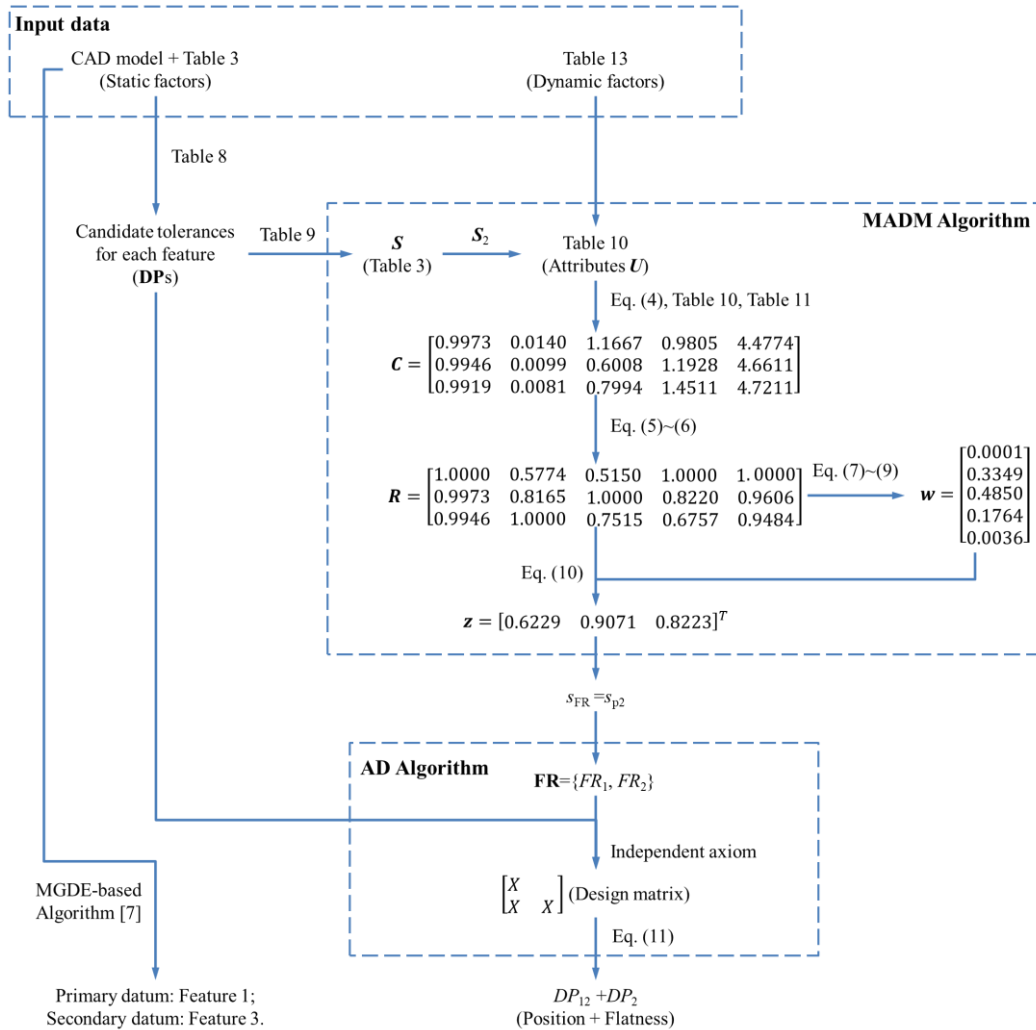 Input data
CAD model + Table 3
(Static factors)
Table 13
(Dynamic factors)
Table 8
MADM Algorithm
Candidate tolerances
for each feature
(DPs)
Table 9
S
(Table 3)
S₂
Table 10
(Attributes U)
Eq. (4), Table 10, Table 11
C = [0.9973 0.0140 1.1667 0.9805 4.4774
0.9946 0.0099 0.6008 1.1928 4.6611
0.9919 0.0081 0.7994 1.4511 4.7211]
Eq. (5)~(6)
R = [1.0000 0.5774 0.5150 1.0000 1.0000
0.9973 0.8165 1.0000 0.8220 0.9606
0.9946 1.0000 0.7515 0.6757 0.9484]
Eq. (7)~(9)
w = [0.0001
0.3349
0.4850
0.1764
0.0036]
Eq. (10)
z = [0.6229 0.9071 0.8223]ᵀ
sFR =sp2
AD Algorithm
FR={FR₁, FR₂}
Independent axiom
[X
X X] (Design matrix)
Eq. (11)
MGDE-based
Algorithm [7]
Primary datum: Feature 1;
Secondary datum: Feature 3.
DP₁₂ +DP₂
(Position + Flatness)